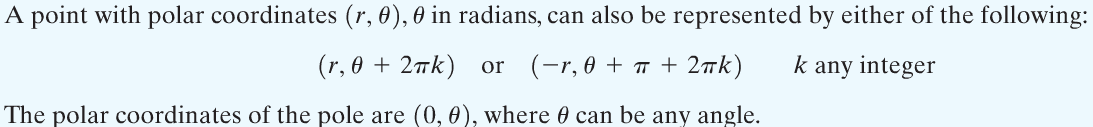 A point with polar coordinates (r, θ), θ in radians, can also be represented by either of the following:
(r, θ + 2πk) or (−r, θ + π + 2πk) k any integer
The polar coordinates of the pole are (0, θ), where θ can be any angle.